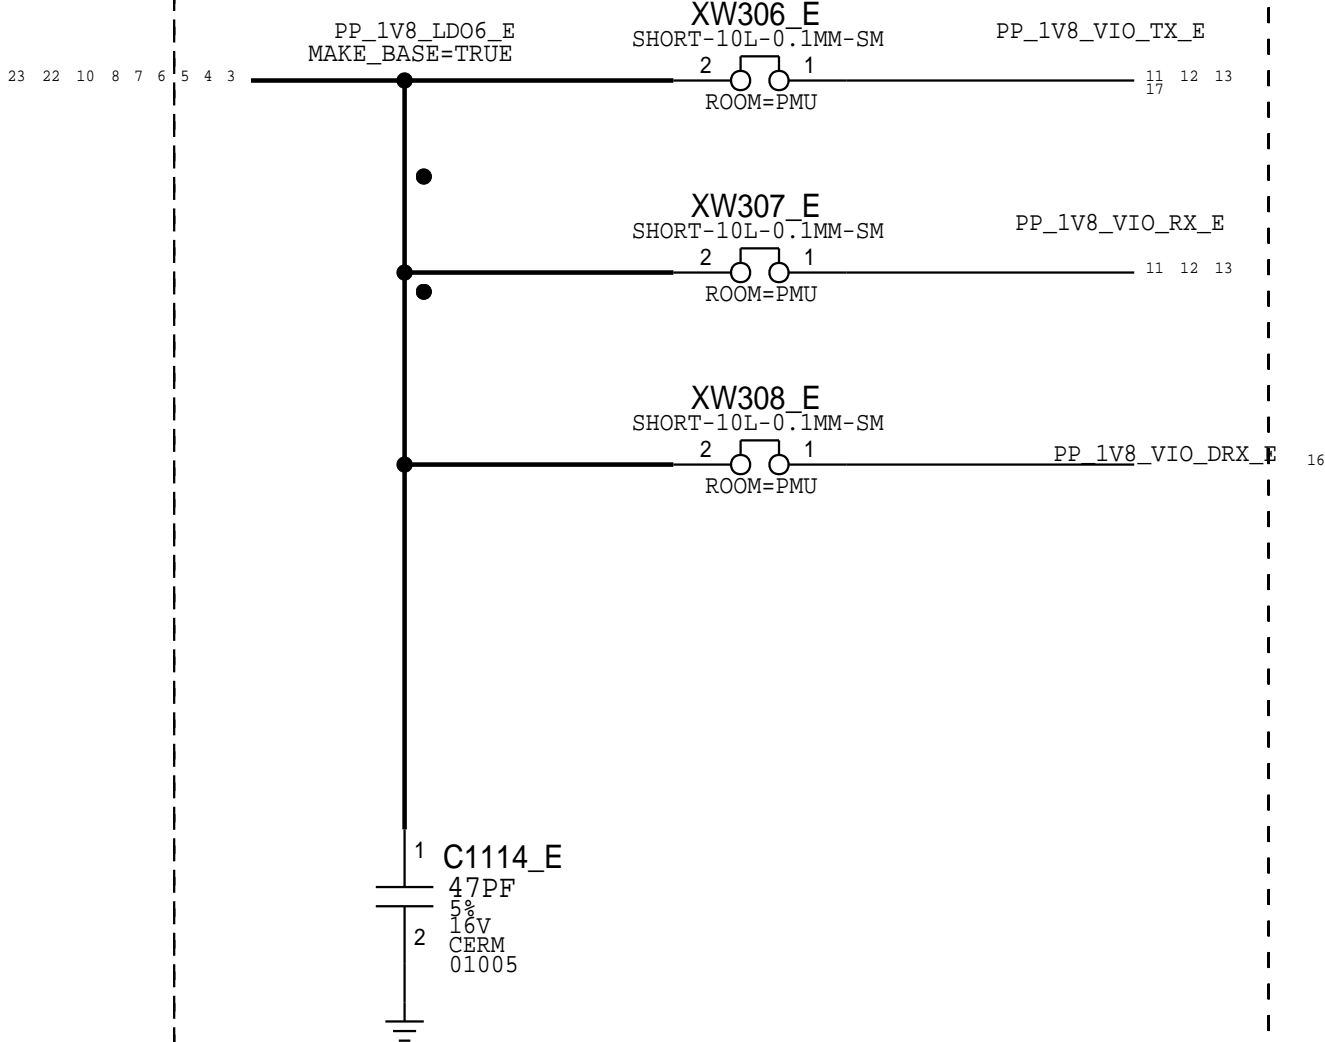 XW306_E
PP_1V8_LDO6_E
SHORT-10L-0.1MM-SM
PP_1V8_VIO_TX_E
MAKE_BASE=TRUE
23 22 10 8 7 6 5 4 3
2 1
11 12 13
17
ROOM=PMU
XW307_E
SHORT-10L-0.1MM-SM
PP_1V8_VIO_RX_E
2 1
11 12 13
ROOM=PMU
XW308_E
SHORT-10L-0.1MM-SM
2 1
PP_1V8_VIO_DRX_E
16
ROOM=PMU
1
C1114_E
47PF
5%
16V
2
CERM
01005